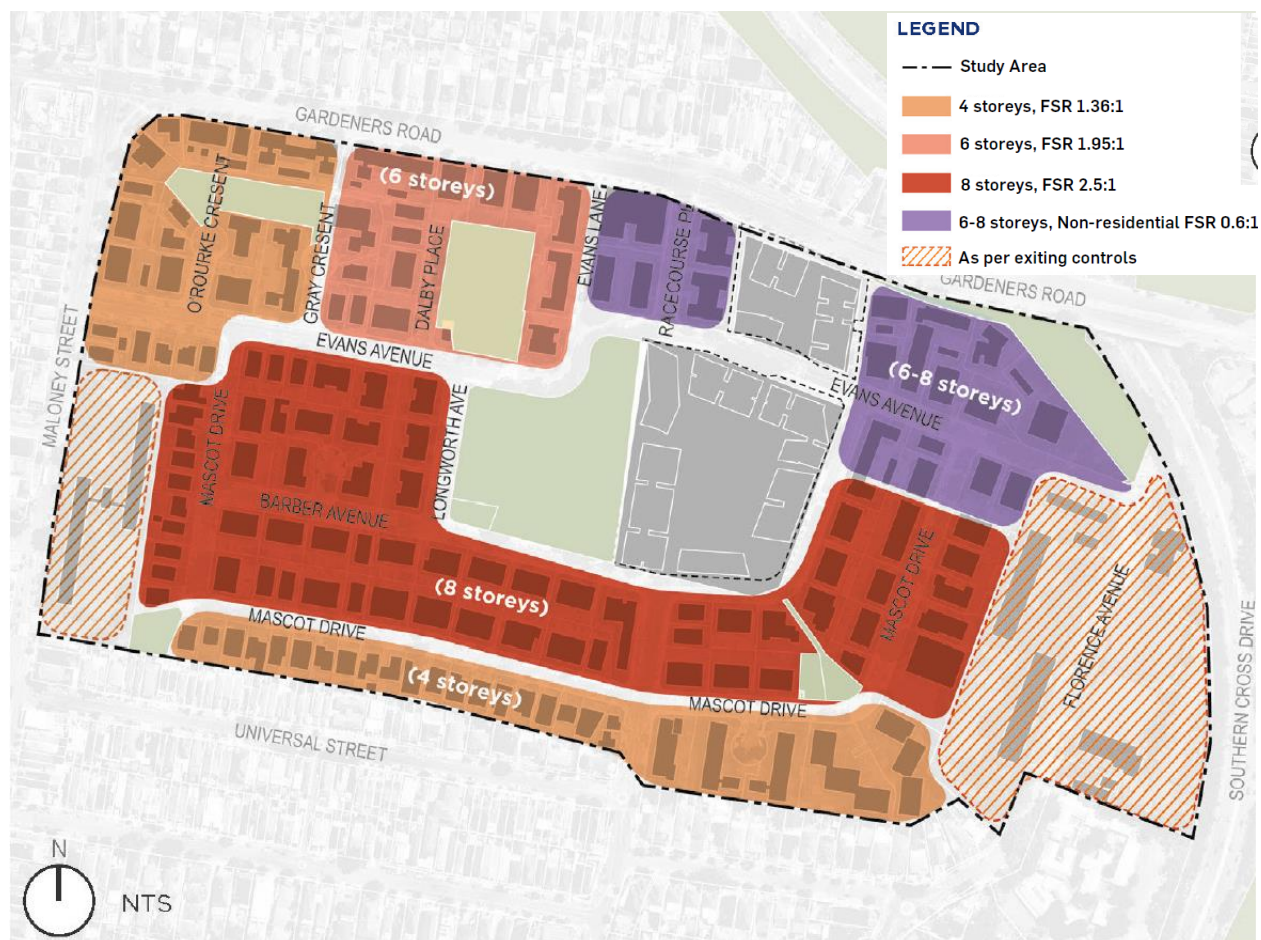 LEGEND
Study Area
4 storeys, FSR 1.36:1
6 storeys, FSR 1.95:1
8 storeys, FSR 2.5:1
6-8 storeys, Non-residential FSR 0.6:1
As per exiting controls
GARDENERS ROAD
(6 storeys)
O'ROURKE CRESENT
GRAY CRESENT
DALBY PLACE
EVANS LANE
RACECOURSE P
GARDENERS ROAD
MALONEY STREET
EVANS AVENUE
(6-8 storeys)
EVANS AVENUE
MASCOT DRIVE
LONGWORTH AVE
BARBER AVENUE
(8 storeys)
MASCOT DRIVE
FLORENCE AVENUE
SOUTHERN CROSS DRIVE
MASCOT DRIVE
(4 storeys)
MASCOT DRIVE
UNIVERSAL STREET
N
NTS